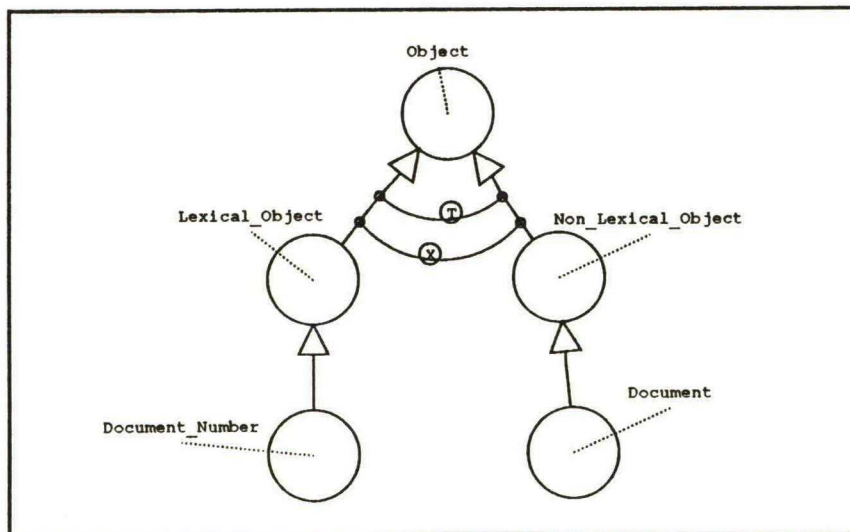 Object
Lexical_Object
Non_Lexical_Object
T
X
Document
Document_Number